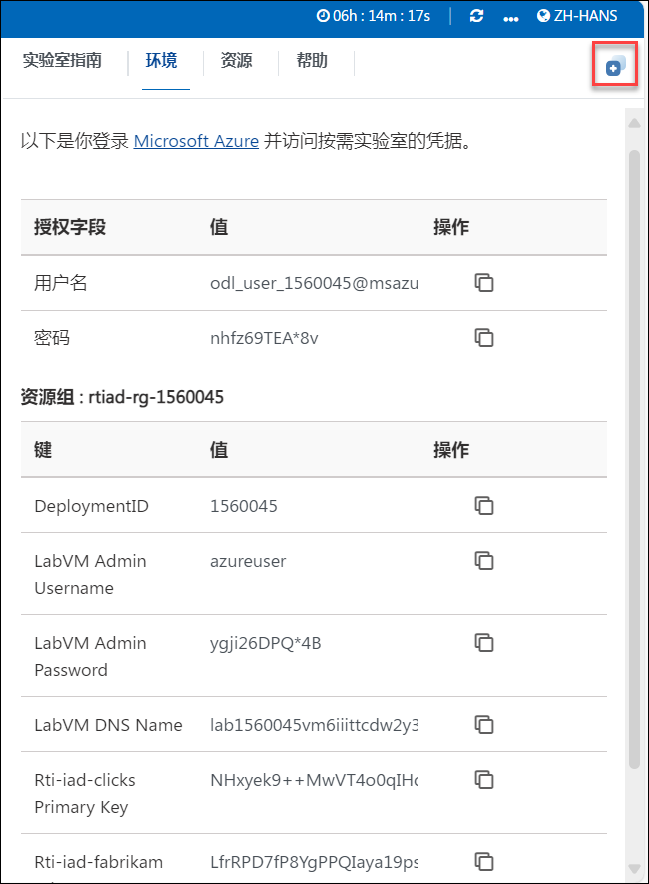 06h : 14m : 17s ZH-HANS
实验室指南 环境 资源 帮助
以下是你登录 Microsoft Azure 并访问按需实验室的凭据。
授权字段 值 操作
用户名 odl_user_1560045@msazu
密码 nhfz69TEA*8v
资源组 : rtiad-rg-1560045
键 值 操作
DeploymentID 1560045
LabVM Admin azureuser
Username
LabVM Admin ygji26DPQ*4B
Password
LabVM DNS Name lab1560045vm6iiittcdw2y3
Rti-iad-clicks NHxyek9++MwVT4o0qIH
Primary Key
Rti-iad-fabrikam LfrRPD7fP8YgPPQIaya19ps